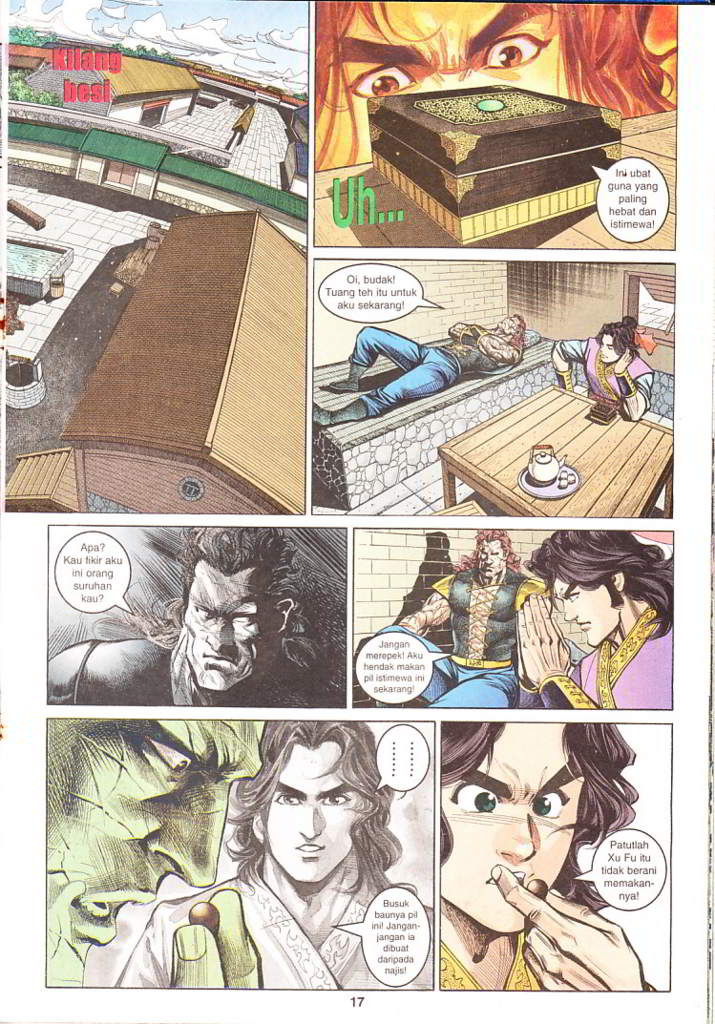 Kilang
besi
Uh...
Ini ubat
guna yang
paling
hebat dan
istimewa!
Oi, budak!
Tuang teh itu untuk
aku sekarang!
Apa?
Kau fikir aku
ini orang
suruhan
kau?
Jangan
merepek! Aku
hendak makan
pil istimewa ini
sekarang!
Busuk
baunya pil
ini! Jangan-
jangan ia
dibuat
daripada
najis!
Patutlah
Xu Fu itu
tidak berani
memakan-
nya!
17